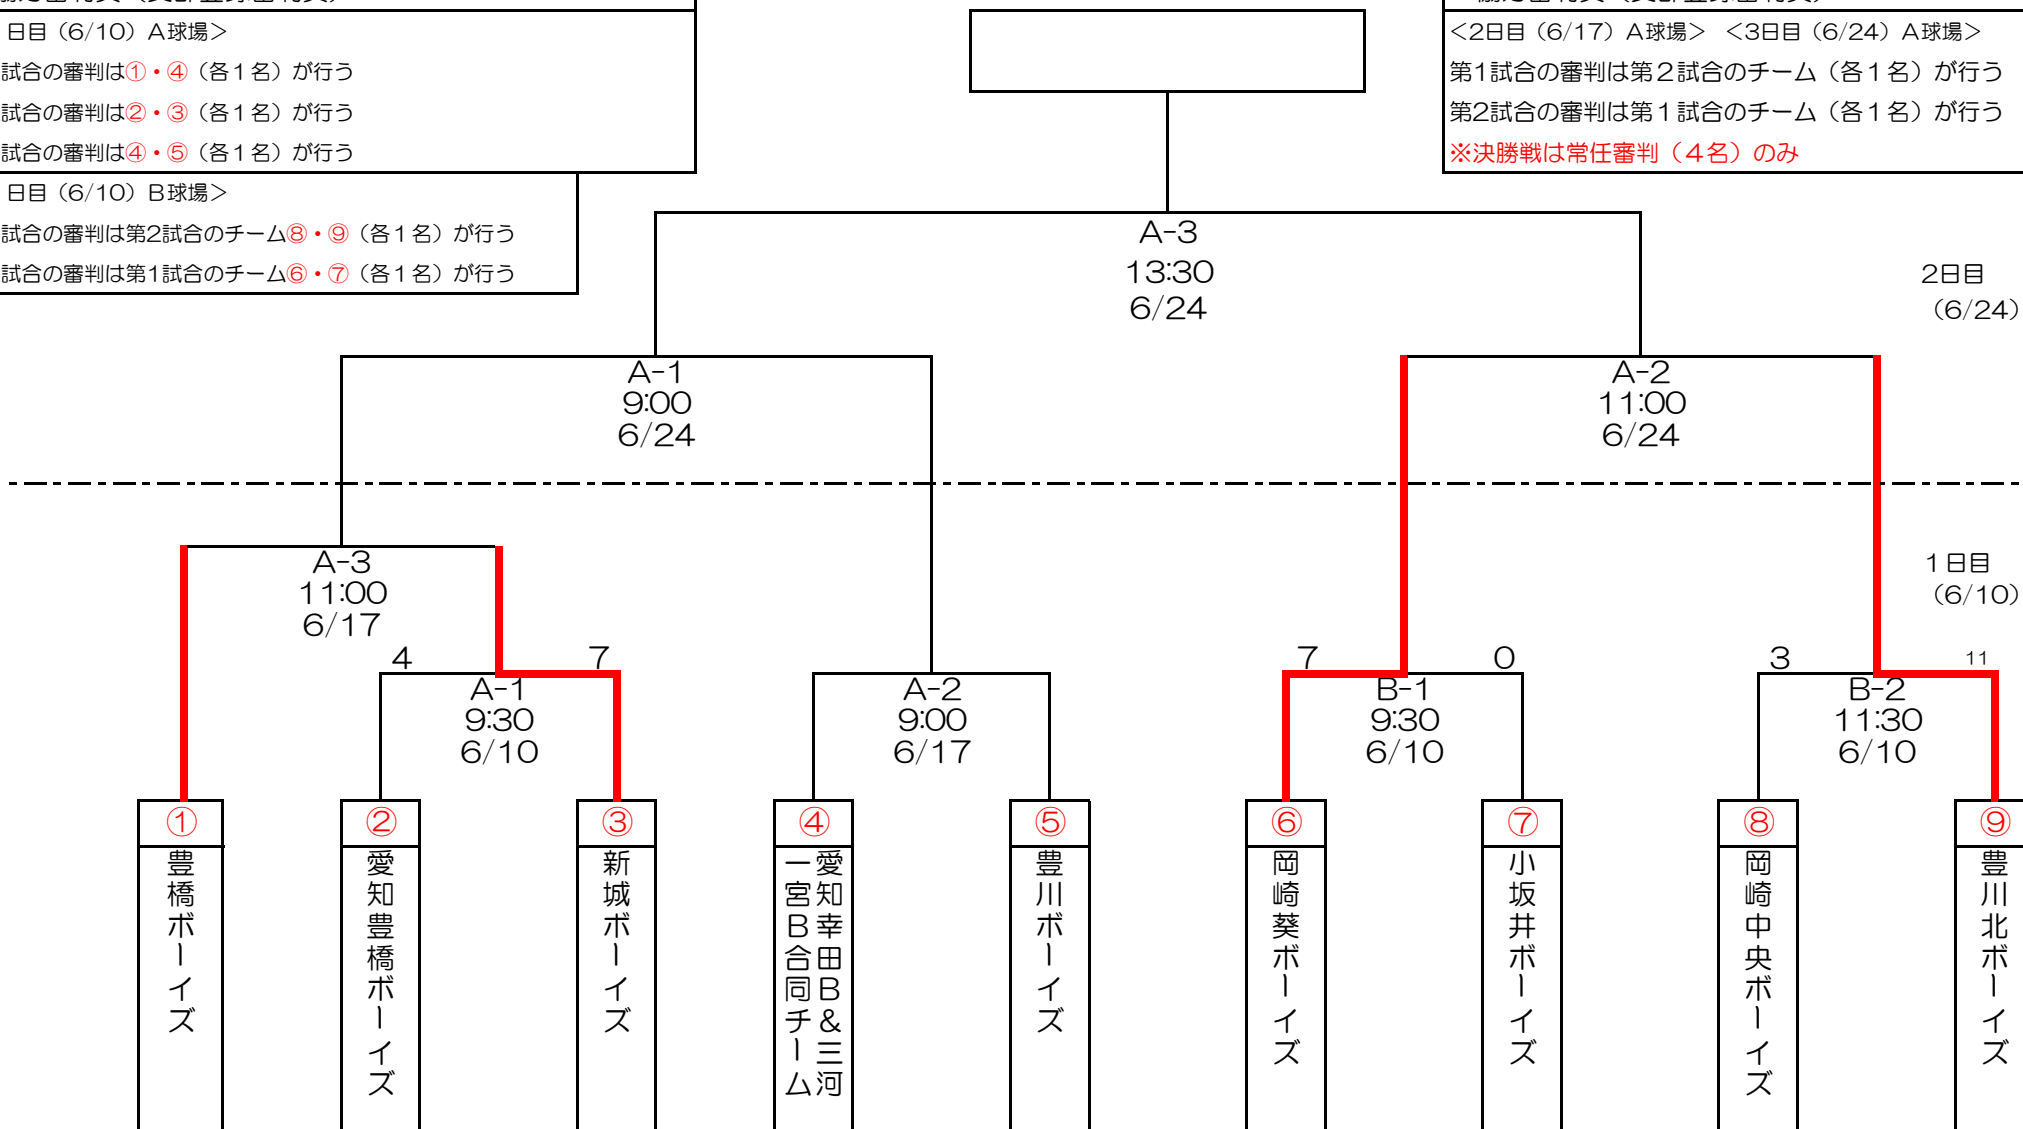 日目（6/10）A球場＞
試合の審判は①・④（各１名）が行う
試合の審判は②・③（各１名）が行う
試合の審判は④・⑤（各１名）が行う
日目（6/10）B球場＞
試合の審判は第2試合のチーム⑧・⑨（各１名）が行う
試合の審判は第1試合のチーム⑥・⑦（各１名）が行う
＜2日目（6/17）A球場＞ ＜3日目（6/24）A球場＞
第1試合の審判は第２試合のチーム（各１名）が行う
第2試合の審判は第１試合のチーム（各１名）が行う
※決勝戦は常任審判（４名）のみ
A-3
13:30
6/24
2日目
（6/24）
A-1
9:00
6/24
A-2
11:00
6/24
A-3
11:00
6/17
1日目
（6/10）
4
7
7
0
3
11
A-1
9:30
6/10
A-2
9:00
6/17
B-1
9:30
6/10
B-2
11:30
6/10
①
②
③
④
⑤
⑥
⑦
⑧
⑨
豊橋ボーイズ
愛知豊橋ボーイズ
新城ボーイズ
愛知幸田B＆三河
一宮B合同チーム
豊川ボーイズ
岡崎葵ボーイズ
小坂井ボーイズ
岡崎中央ボーイズ
豊川北ボーイズ